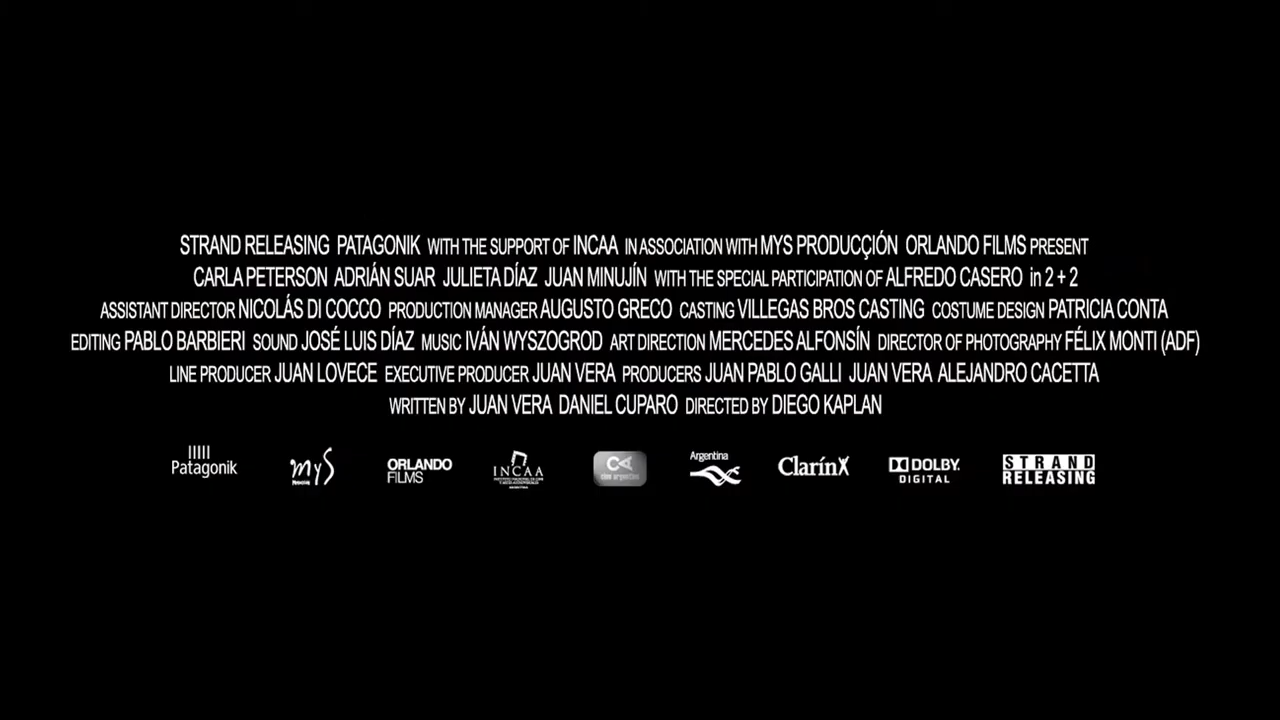 STRAND RELEASING PATAGONIK WITH THE SUPPORT OF INCAA IN ASSOCIATION WITH MYS PRODUCÇIÓN ORLANDO FILMS PRESENT
CARLA PETERSON ADRIÁN SUAR JULIETA DÍAZ JUAN MINUJÍN WITH THE SPECIAL PARTICIPATION OF ALFREDO CASERO in 2 + 2
ASSISTANT DIRECTOR NICOLÁS DI COCCO PRODUCTION MANAGER AUGUSTO GRECO CASTING VILLEGAS BROS CASTING COSTUME DESIGN PATRICIA CONTA
EDITING PABLO BARBIERI SOUND JOSÉ LUIS DÍAZ MUSIC IVÁN WYSZOGROD ART DIRECTION MERCEDES ALFONSÍN DIRECTOR OF PHOTOGRAPHY FÉLIX MONTI (ADF)
LINE PRODUCER JUAN LOVECE EXECUTIVE PRODUCER JUAN VERA PRODUCERS JUAN PABLO GALLI JUAN VERA ALEJANDRO CACETTA
WRITTEN BY JUAN VERA DANIEL CUPARO DIRECTED BY DIEGO KAPLAN
Patagonik
myS
ORLANDO
FILMS
INCAA
CA
cine argentino
Argentina
Clarín
DOLBY
DIGITAL
STRAND
RELEASING